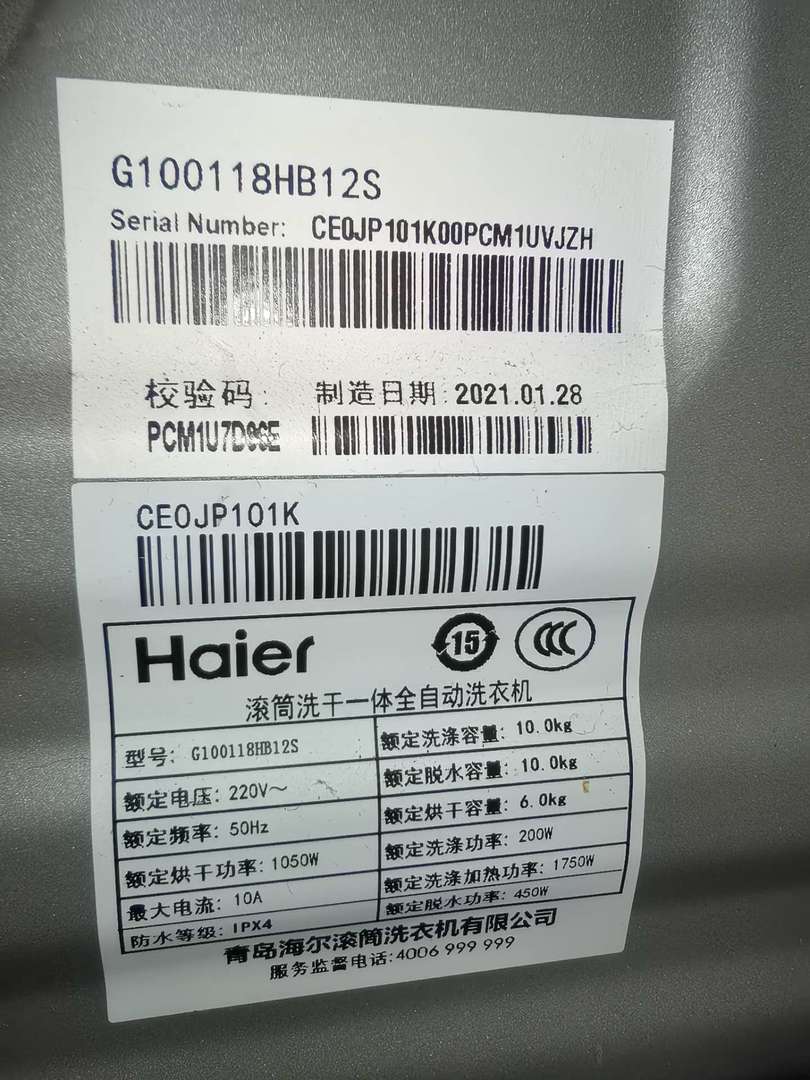 G100118HB12S
Serial Number: CE0JP101K00PCM1UVJZH
校验码: 制造日期: 2021.01.28
CE0JP101K
Haier 15 CCC
滚筒洗干一体全自动洗衣机
型号: G100118HB12S 额定洗涤容量: 10.0kg
额定电压: 220V～ 额定脱水容量: 10.0kg
额定频率: 50Hz 额定烘干容量: 6.0kg
额定烘干功率: 1050W 额定洗涤功率: 200W
最大电流: 10A 额定洗涤加热功率: 1750W
防水等级: IPX4 额定脱水功率: 450W
青岛海尔滚筒洗衣机有限公司
服务监督电话:4006 999 999